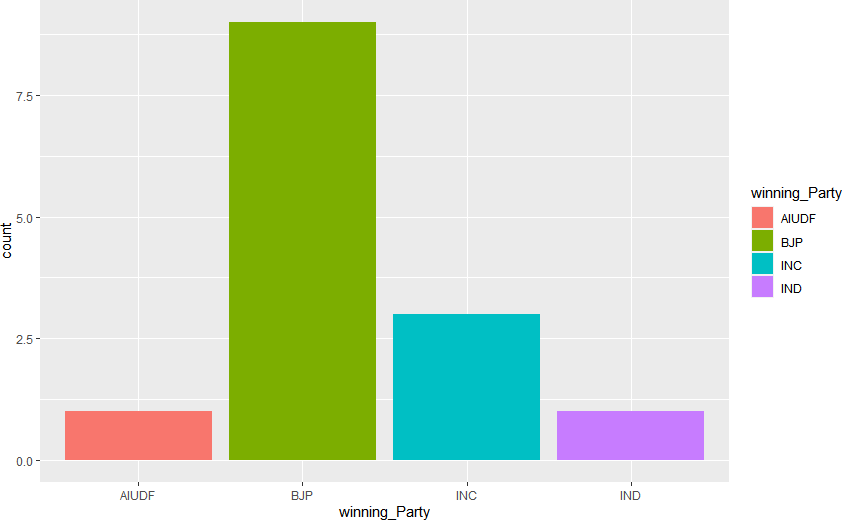 count
7.5
5.0
2.5
0.0
AIUDF BJP INC IND
winning_Party
winning_Party
AIUDF
BJP
INC
IND